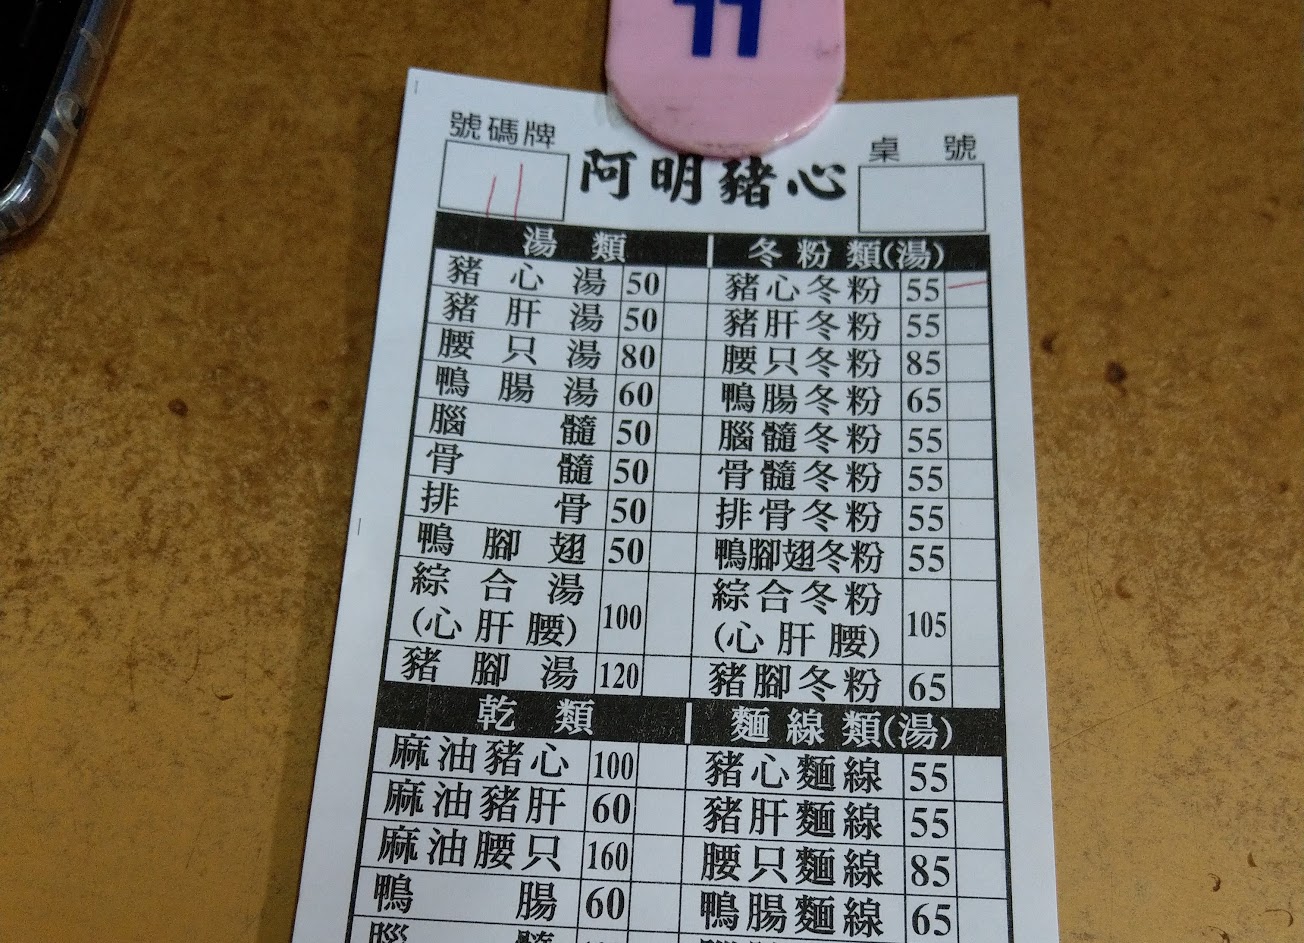 11
號碼牌
11
阿明豬心
桌號
湯類 冬粉類(湯)
豬心湯 50 豬心冬粉 55
豬肝湯 50 豬肝冬粉 55
腰只湯 80 腰只冬粉 85
鴨腸湯 60 鴨腸冬粉 65
腦髓 50 腦髓冬粉 55
骨髓 50 骨髓冬粉 55
排骨 50 排骨冬粉 55
鴨腳翅 50 鴨腳翅冬粉 55
綜合湯 綜合冬粉
(心肝腰) 100 (心肝腰) 105
豬腳湯 120 豬腳冬粉 65
乾類 麵線類(湯)
麻油豬心 100 豬心麵線 55
麻油豬肝 60 豬肝麵線 55
麻油腰只 160 腰只麵線 85
鴨腸 60 鴨腸麵線 65
腦髓